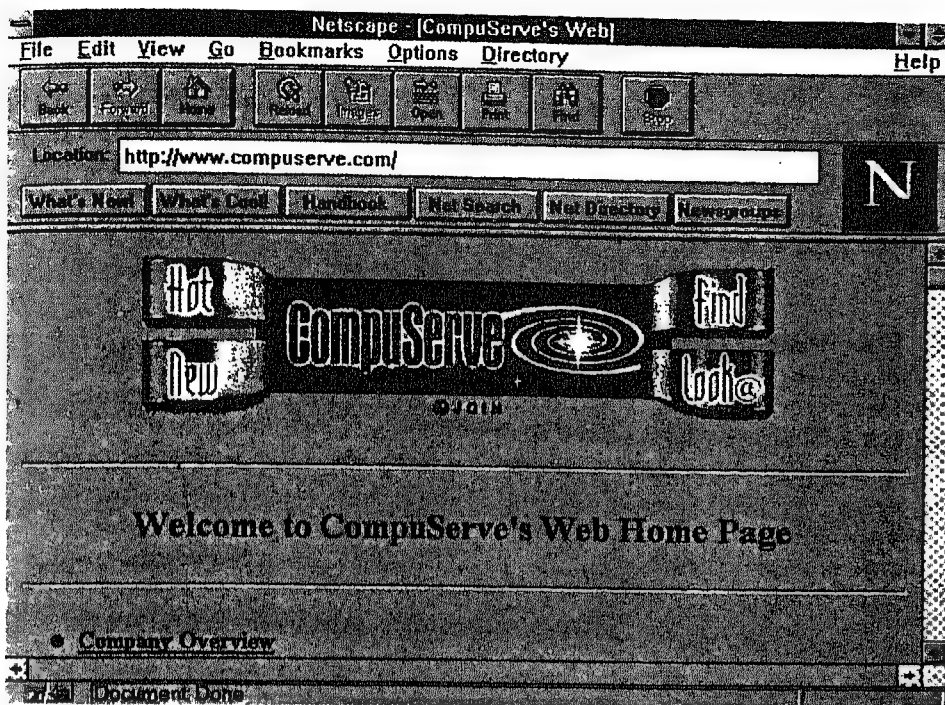 Netscape - [CompuServe's Web]
File Edit View Go Bookmarks Options Directory Help
Back Forward Home Reload Images Open Print Find Stop
Location: http://www.compuserve.com/
N
What's New! What's Cool! Handbook Net Search Net Directory Newsgroups
Hot Find
CompuServe
New Look@
JOIN
Welcome to CompuServe's Web Home Page
Company Overview
Document: Done